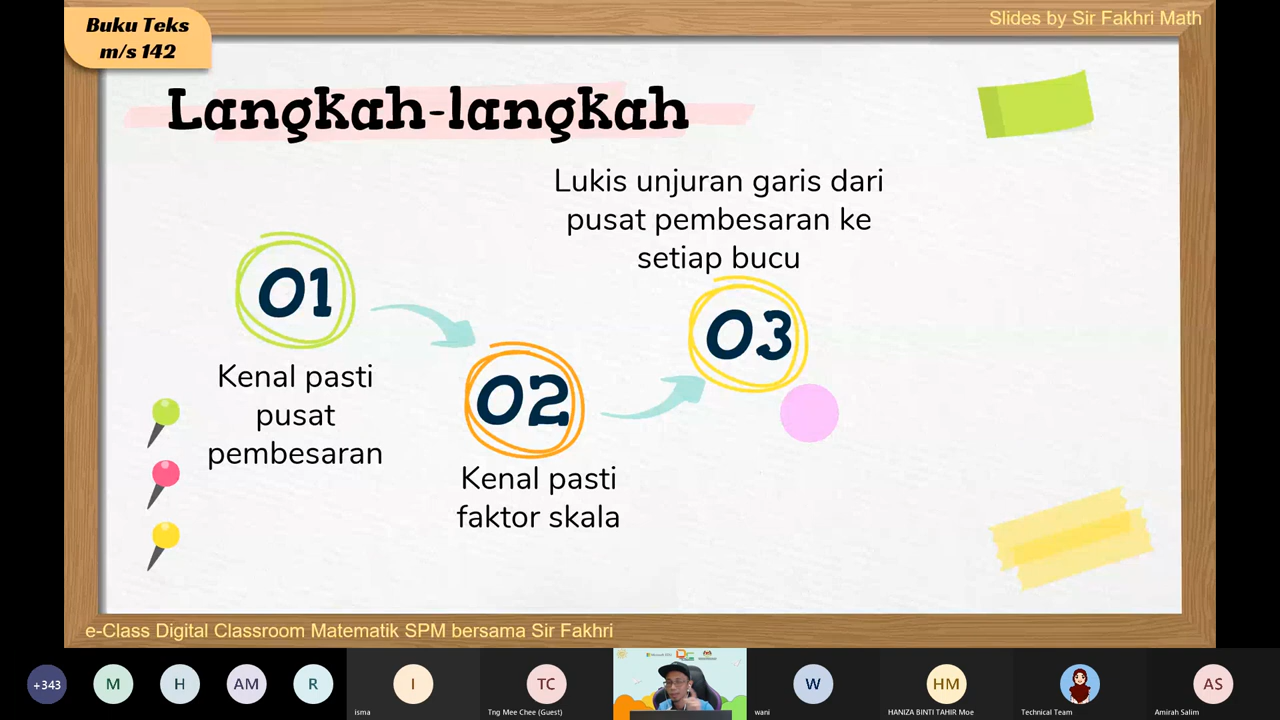 Buku Teks
m/s 142
Slides by Sir Fakhri Math
Langkah-langkah
Lukis unjuran garis dari
pusat pembesaran ke
setiap bucu
01
Kenal pasti
pusat
pembesaran
02
Kenal pasti
faktor skala
03
e-Class Digital Classroom Matematik SPM bersama Sir Fakhri
+343
M
H
AM
R
I
isma
TC
Tng Mee Chee (Guest)
W
wani
HM
HANIZA BINTI TAHIR Moe
Technical Team
AS
Amirah Salim